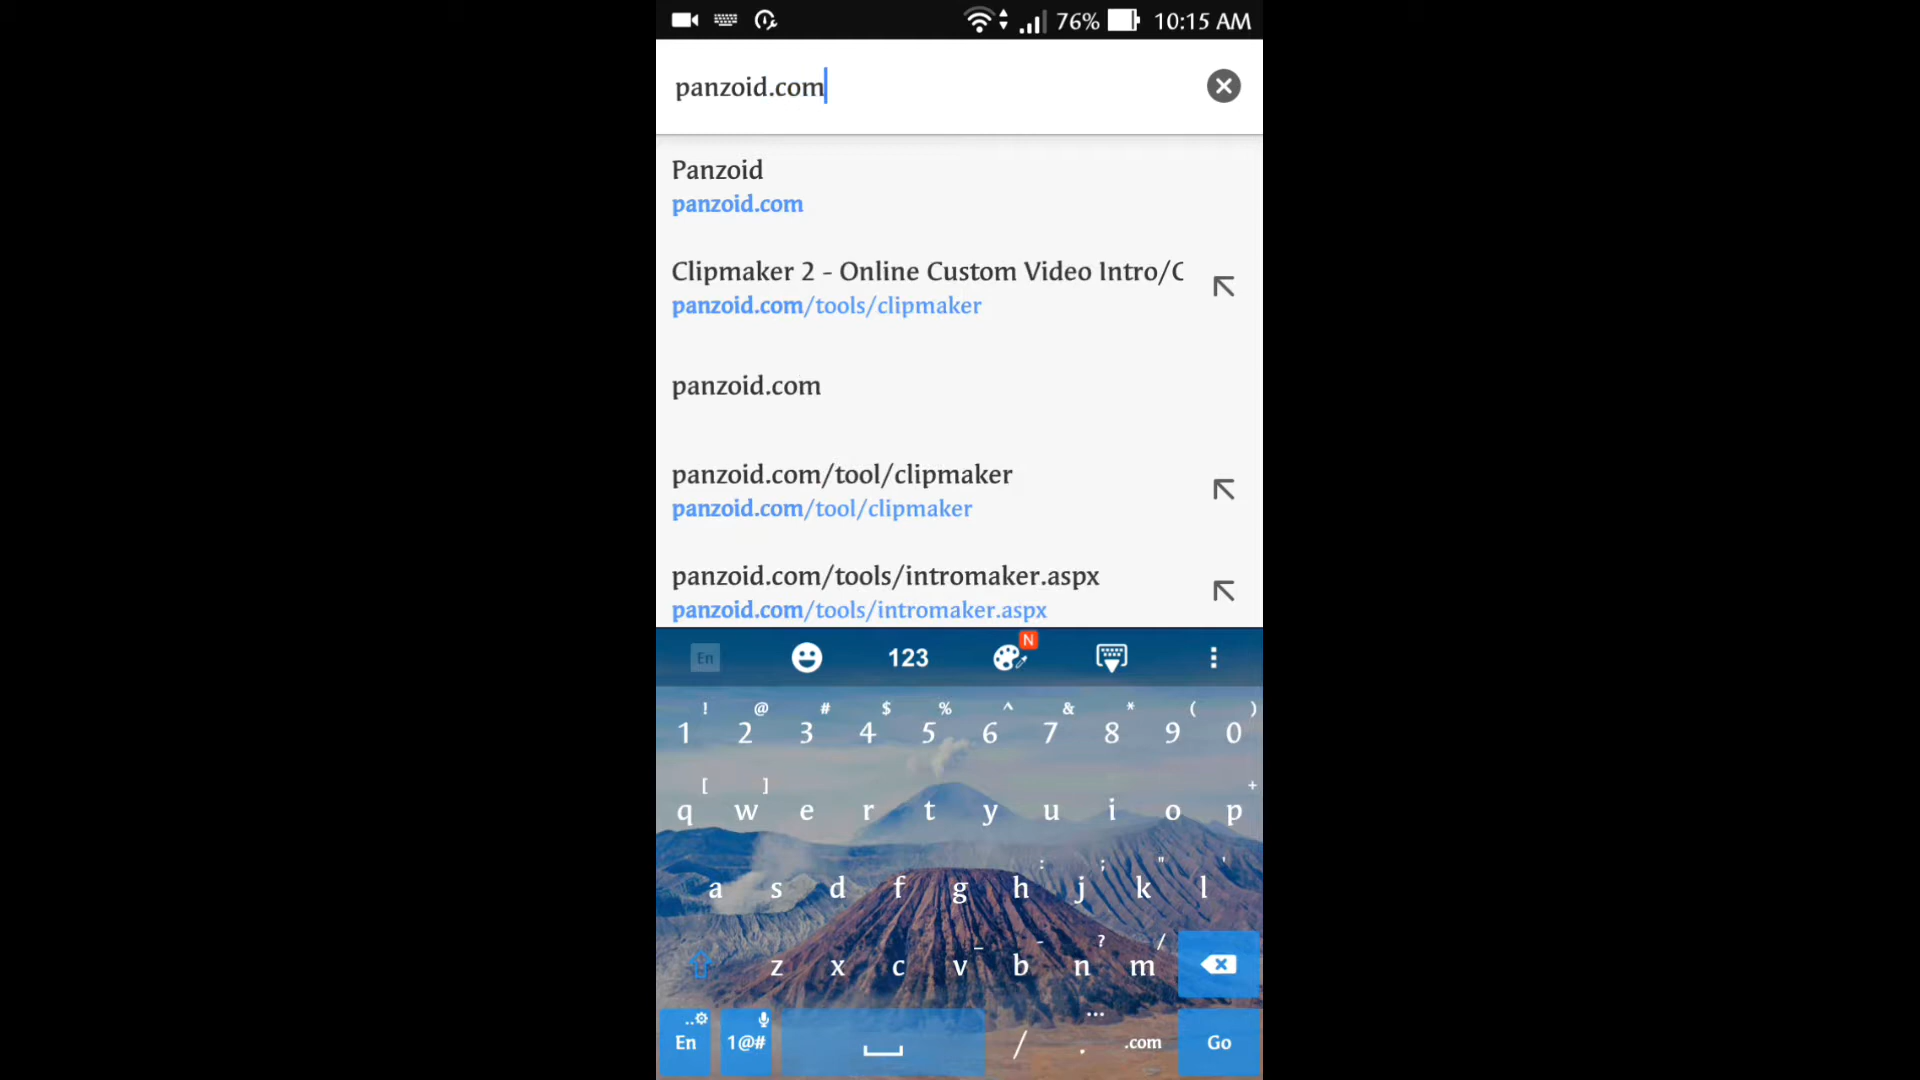 76% 10:15 AM
panzoid.com
Panzoid
panzoid.com
Clipmaker 2 - Online Custom Video Intro/C
panzoid.com/tools/clipmaker
panzoid.com
panzoid.com/tool/clipmaker
panzoid.com/tool/clipmaker
panzoid.com/tools/intromaker.aspx
panzoid.com/tools/intromaker.aspx
En 123 N
! @ # $ % ^ & * ( )
1 2 3 4 5 6 7 8 9 0
[ ] +
q w e r t y u i o p
: ; " '
a s d f g h j k l
_ - ? /
z x c v b n m
.. ...
En 1@# / . .com Go